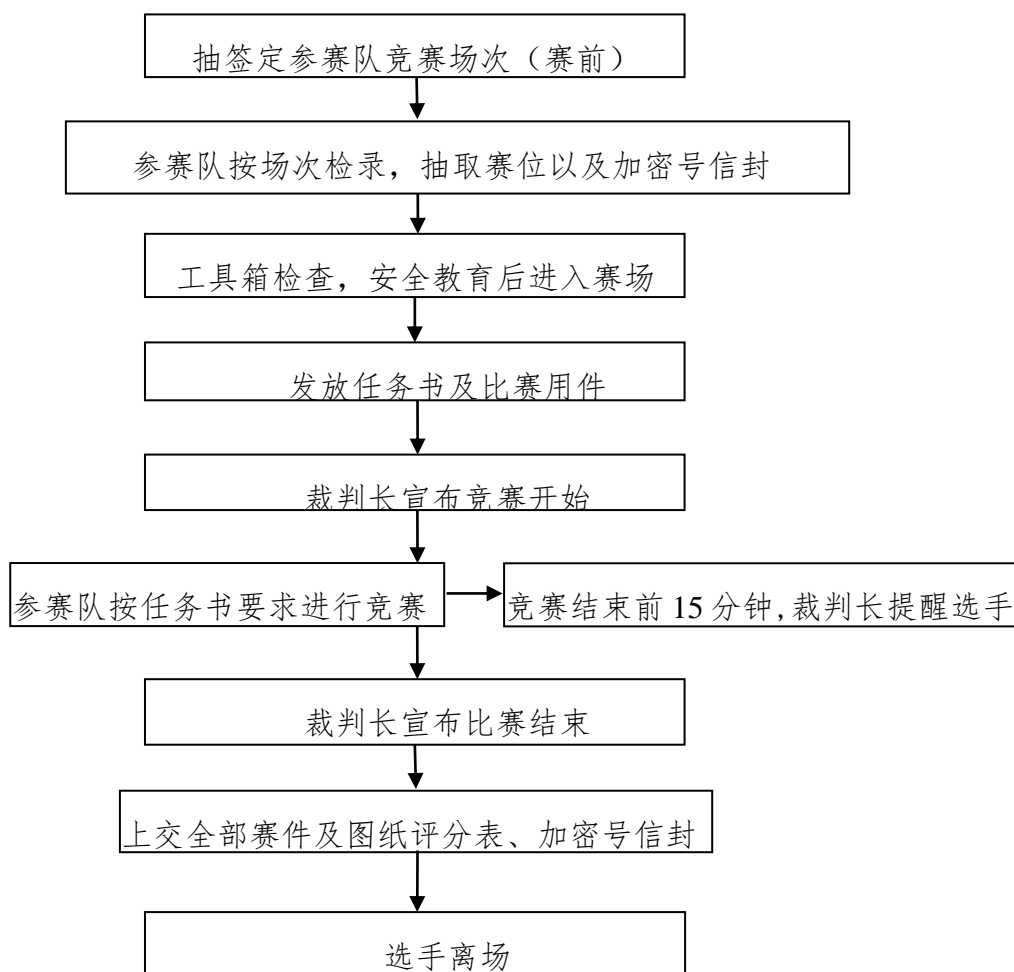 抽签定参赛队竞赛场次（赛前）
参赛队按场次检录，抽取赛位以及加密号信封
工具箱检查，安全教育后进入赛场
发放任务书及比赛用件
裁判长宣布竞赛开始
参赛队按任务书要求进行竞赛
竞赛结束前 15 分钟,裁判长提醒选手
裁判长宣布比赛结束
上交全部赛件及图纸评分表、加密号信封
选手离场